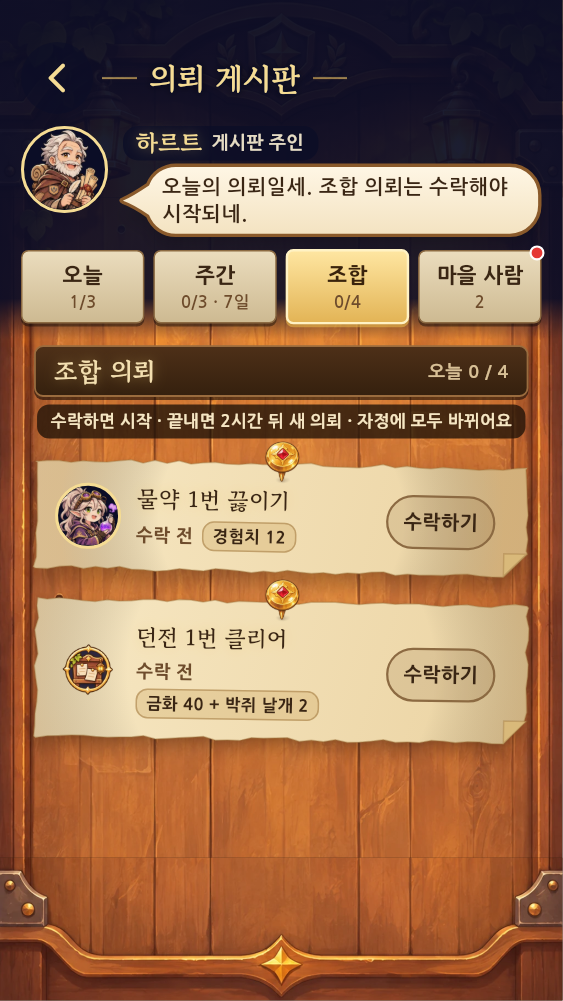 의뢰 게시판
하르트 게시판 주인
오늘의 의뢰일세. 조합 의뢰는 수락해야
시작되네.
오늘
1/3
주간
0/3 · 7일
조합
0/4
마을 사람
2
조합 의뢰
오늘 0 / 4
수락하면 시작 · 끝내면 2시간 뒤 새 의뢰 · 자정에 모두 바뀌어요
물약 1번 끓이기
수락 전 경험치 12
수락하기
던전 1번 클리어
수락 전
금화 40 + 박쥐 날개 2
수락하기